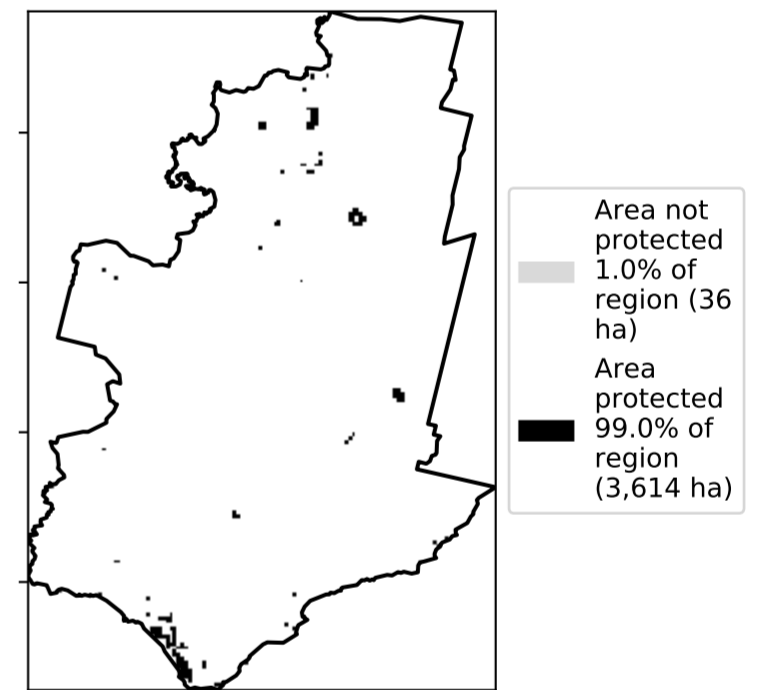 Area not
protected
1.0% of
region (36
ha)
Area
protected
99.0% of
region
(3,614 ha)